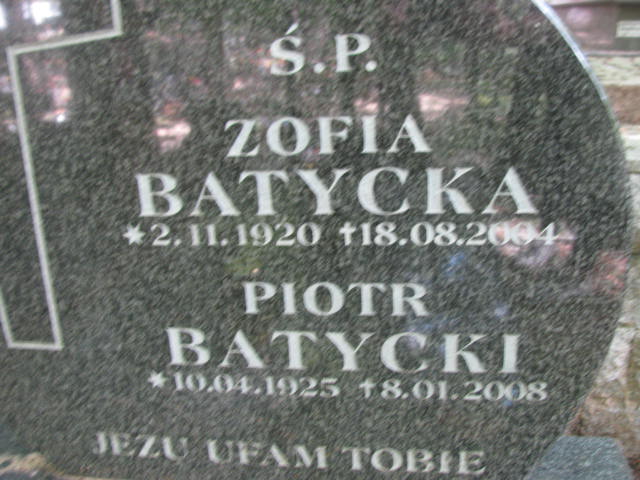 Ś.P.
ZOFIA
BATYCKA
*2.11.1920 †18.08.2004
PIOTR
BATYCKI
*10.04.1925 †8.01.2008
JEZU UFAM TOBIE